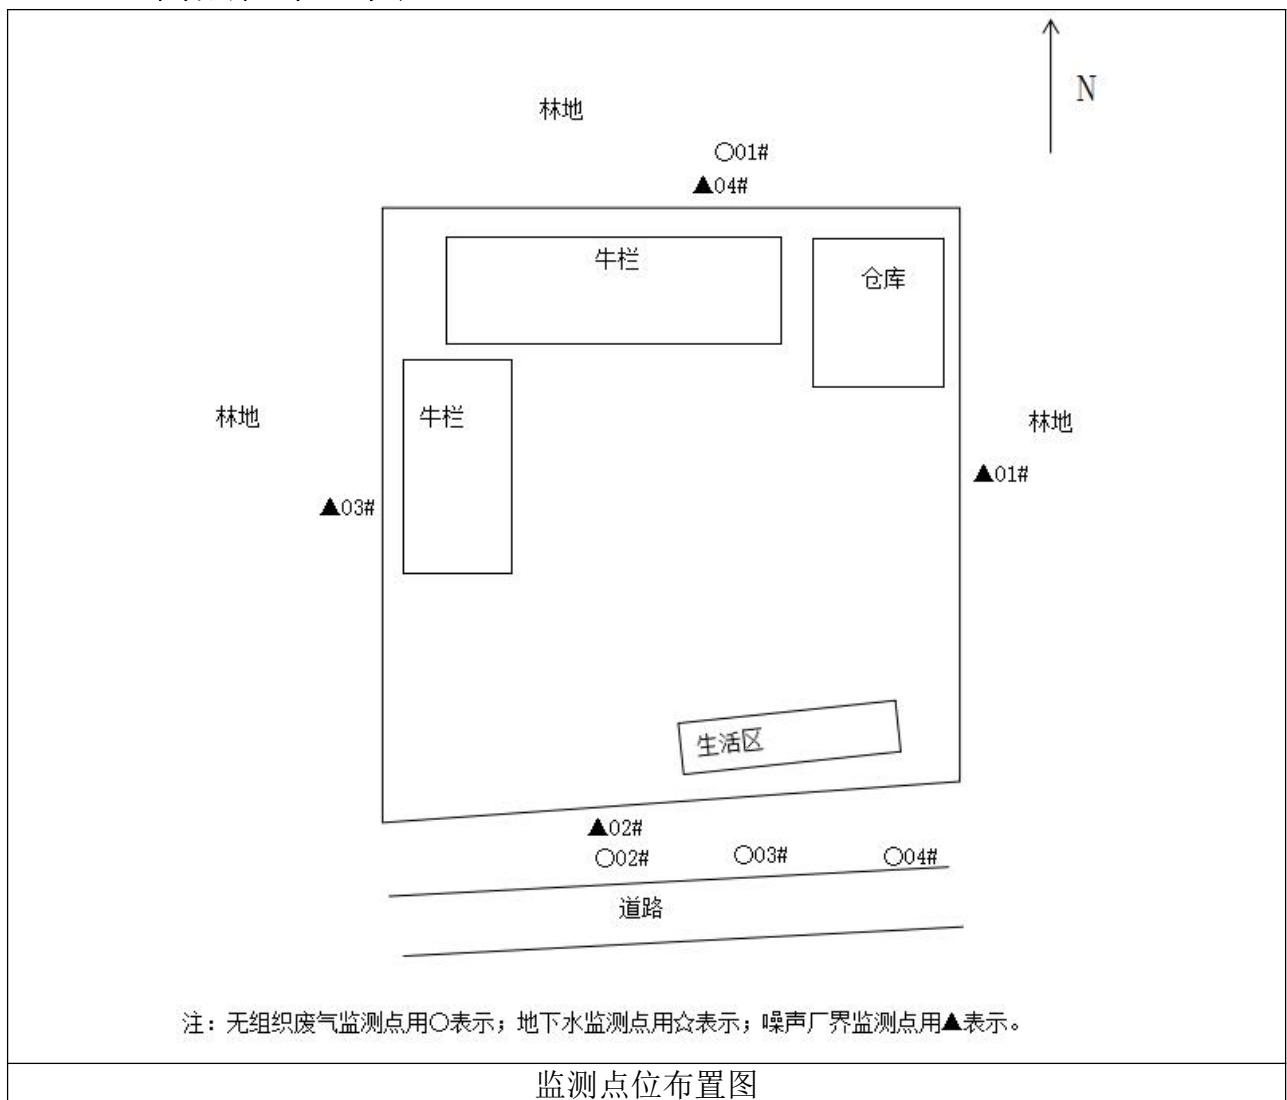 N
林地
○01#
▲04#
牛栏
仓库
林地
牛栏
林地
▲01#
▲03#
生活区
▲02#
○02#
○03#
○04#
道路
注：无组织废气监测点用○表示；地下水监测点用☆表示；噪声厂界监测点用▲表示。
监测点位布置图